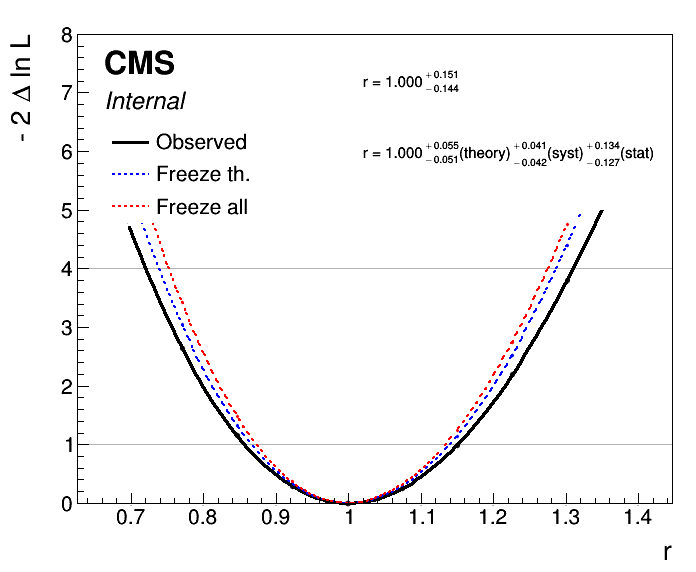 - 2 Δ ln L
8
7
6
5
4
3
2
1
0
CMS
Internal
Observed
Freeze th.
Freeze all
r = 1.000 +0.151 −0.144
r = 1.000 +0.055 −0.051 (theory) +0.041 −0.042 (syst) +0.134 −0.127 (stat)
0.7 0.8 0.9 1 1.1 1.2 1.3 1.4
r